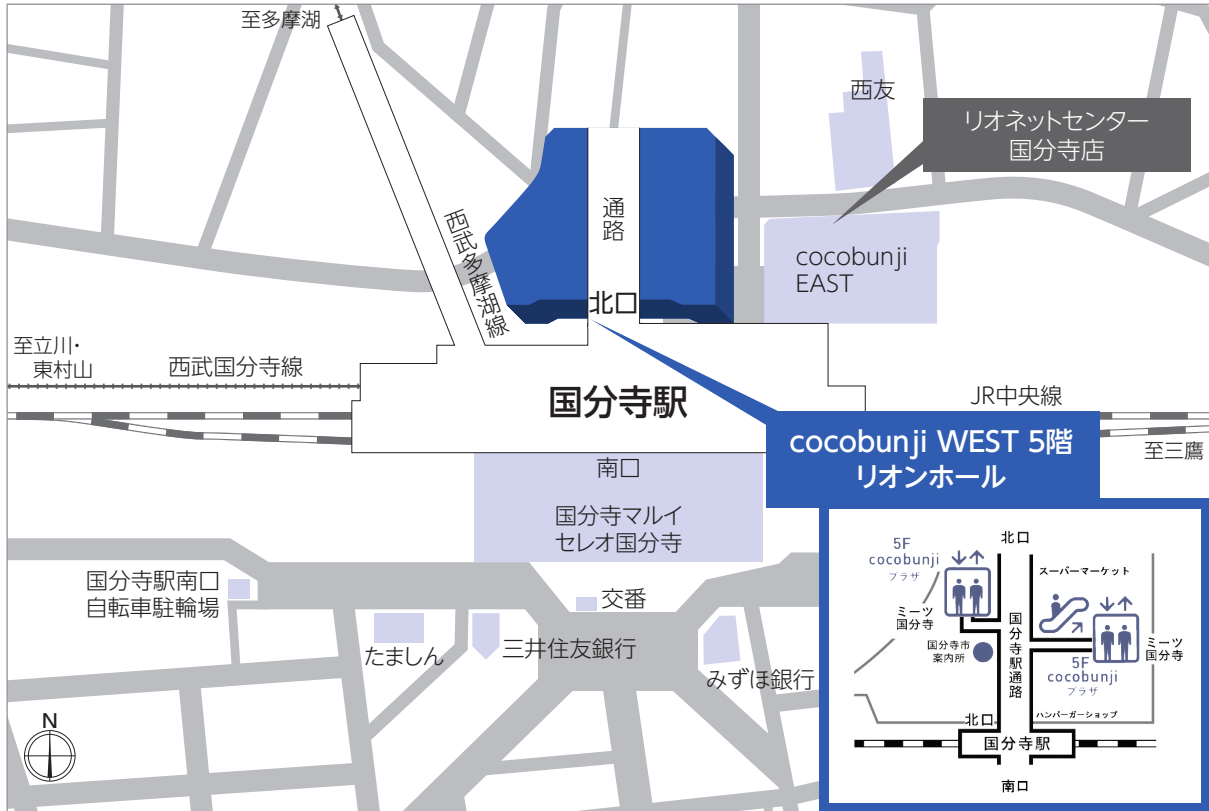 至多摩湖
西友
リオネットセンター
国分寺店
通路
西武多摩湖線
cocobunji
EAST
北口
至立川・
東村山
西武国分寺線
国分寺駅
JR中央線
至三鷹
cocobunji WEST 5階
リオンホール
南口
国分寺マルイ
セレオ国分寺
国分寺駅南口
自転車駐輪場
交番
たましん
三井住友銀行
みずほ銀行
N
北口
5F
cocobunji
プラザ
スーパーマーケット
ミーツ
国分寺
国分寺駅通路
国分寺市
案内所
ミーツ
国分寺
5F
cocobunji
プラザ
北口
ハンバーガーショップ
国分寺駅
南口